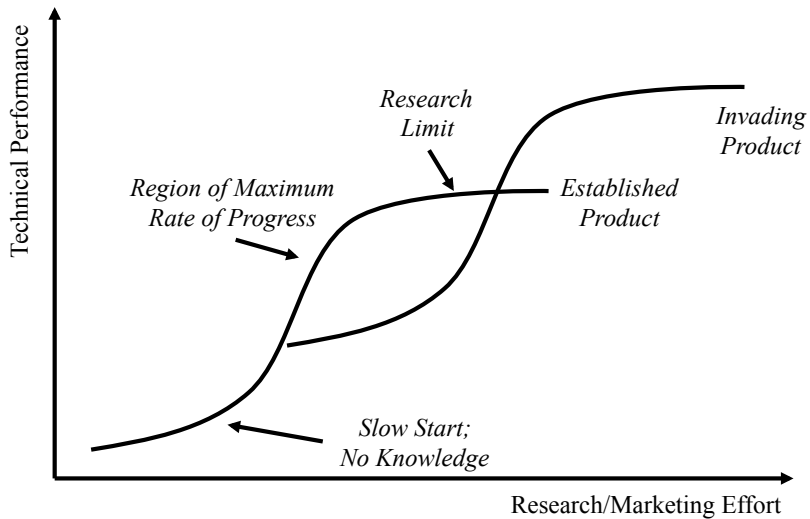 Technical Performance
Research
Limit
Invading
Product
Region of Maximum
Rate of Progress
Established
Product
Slow Start;
No Knowledge
Research/Marketing Effort